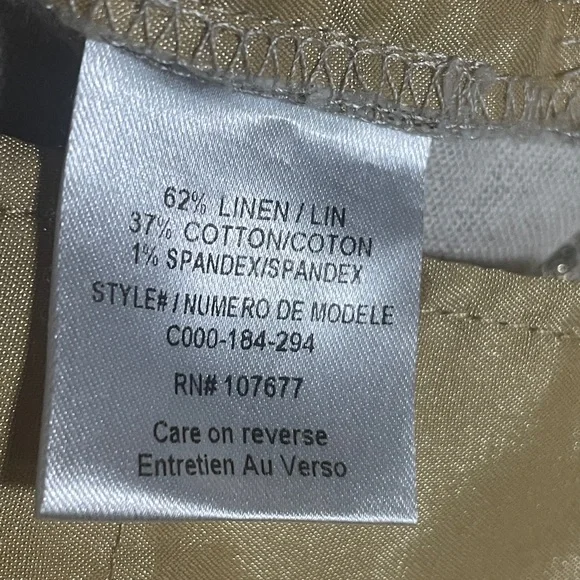 62% LINEN / LIN
37% COTTON/COTON
1% SPANDEX/SPANDEX
STYLE# / NUMERO DE MODELE
C000-184-294
RN# 107677
Care on reverse
Entretien Au Verso